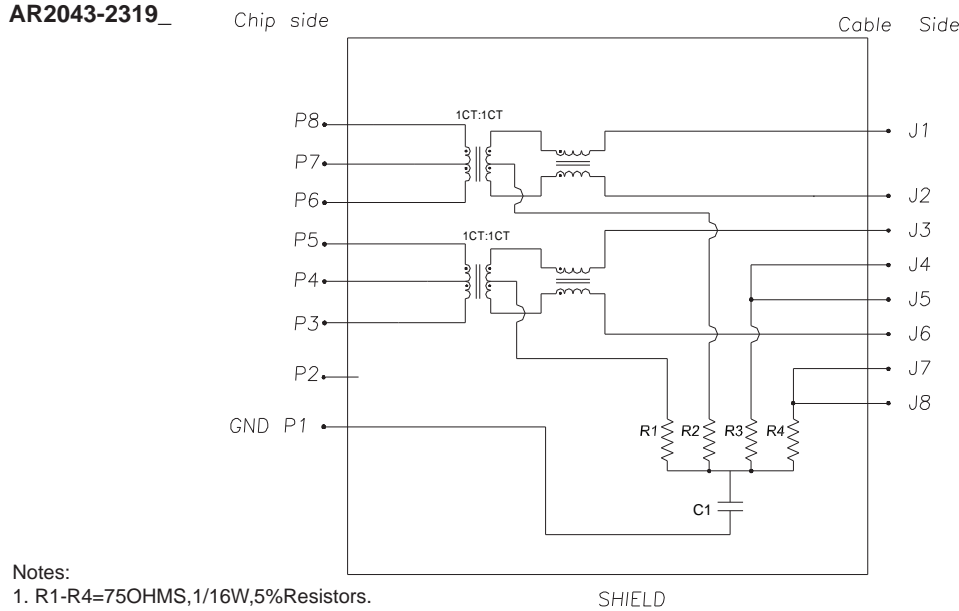 AR2043-2319_
Chip side
Cable Side
1CT:1CT
P8
J1
P7
P6
J2
P5
1CT:1CT
J3
P4
J4
J5
P3
J6
P2
J7
J8
GND P1
R1 R2 R3 R4
C1
Notes:
1. R1-R4=75OHMS,1/16W,5%Resistors.
SHIELD